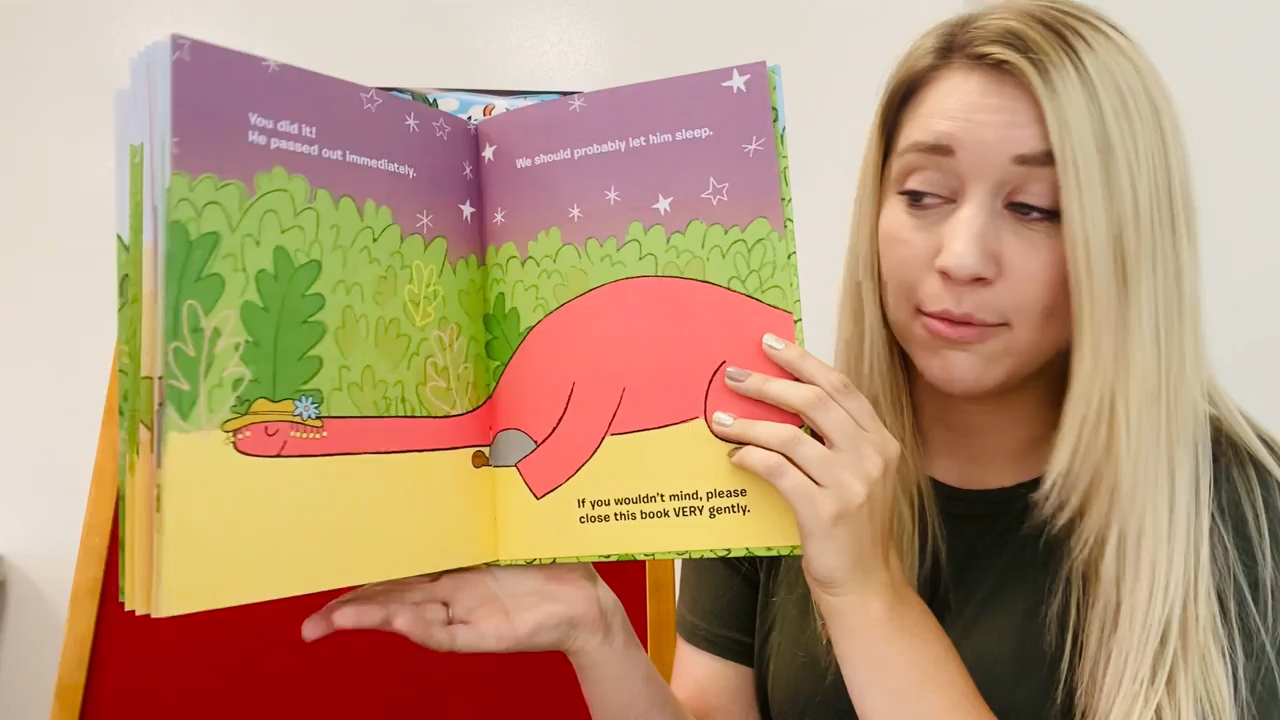 You did it!
He passed out immediately.
We should probably let him sleep.
If you wouldn't mind, please
close this book VERY gently.